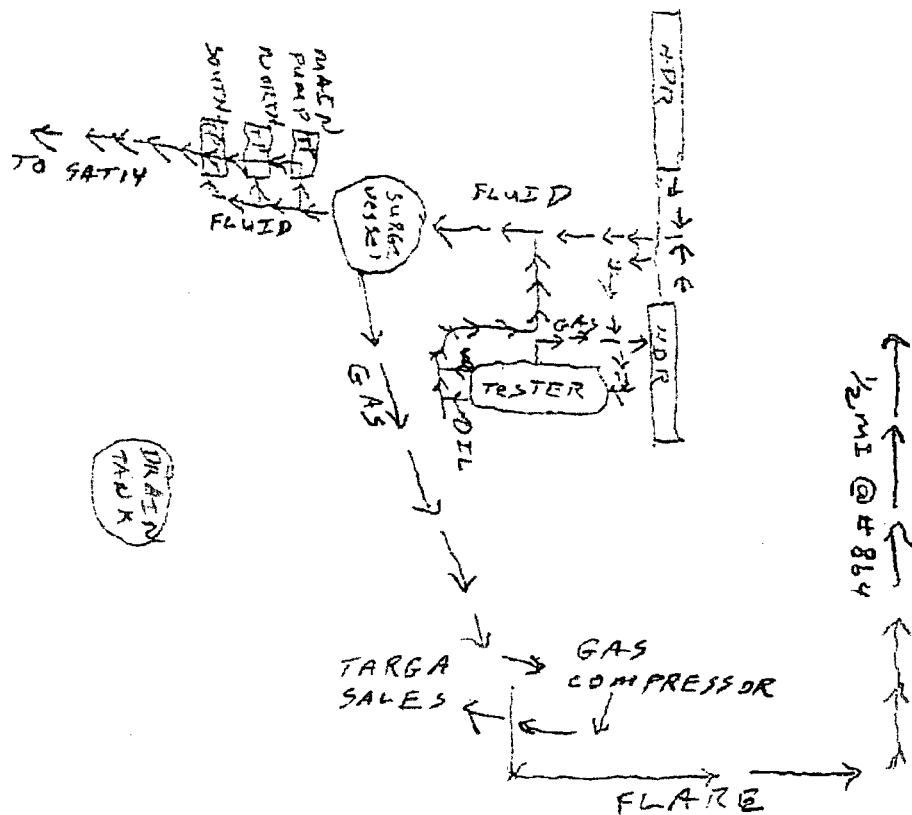 HDR
MAIN
PUMP
NORTH
SOUTH
TO SAT14
FLUID
SURGE
VESSEL
FLUID
GAS
HDR
TESTER
OIL
GAS
DRAIN
TANK
1/2 MI @ #864
TARGA
SALES
GAS
COMPRESSOR
FLARE